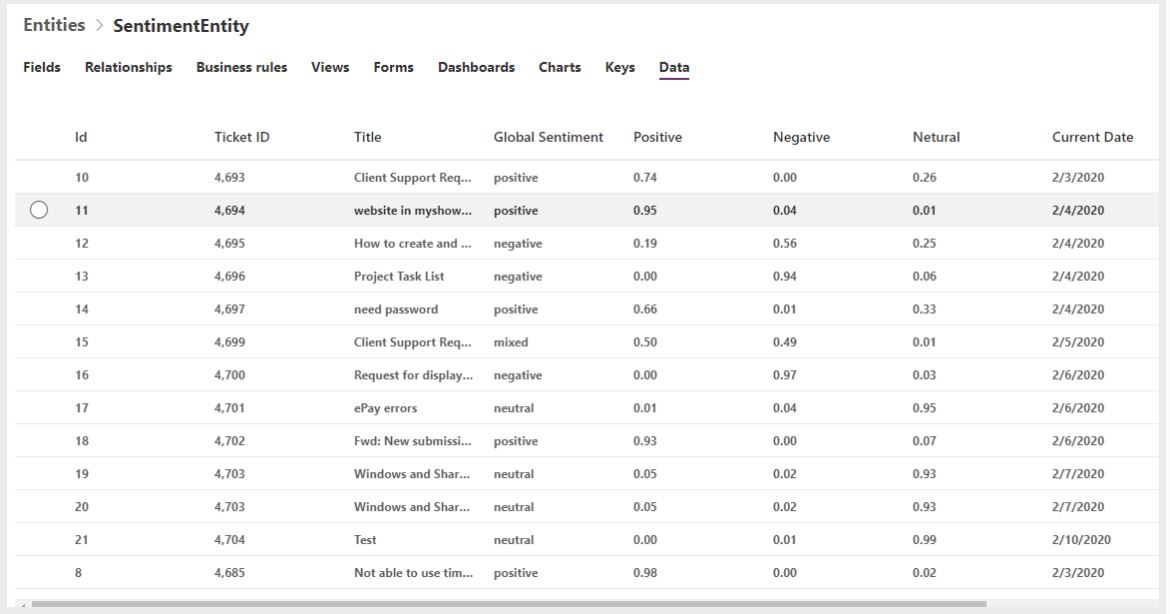 Entities > SentimentEntity
Fields Relationships Business rules Views Forms Dashboards Charts Keys Data
Id Ticket ID Title Global Sentiment Positive Negative Netural Current Date
10 4,693 Client Support Req... positive 0.74 0.00 0.26 2/3/2020
11 4,694 website in myshow... positive 0.95 0.04 0.01 2/4/2020
12 4,695 How to create and ... negative 0.19 0.56 0.25 2/4/2020
13 4,696 Project Task List negative 0.00 0.94 0.06 2/4/2020
14 4,697 need password positive 0.66 0.01 0.33 2/4/2020
15 4,699 Client Support Req... mixed 0.50 0.49 0.01 2/5/2020
16 4,700 Request for display... negative 0.00 0.97 0.03 2/6/2020
17 4,701 ePay errors neutral 0.01 0.04 0.95 2/6/2020
18 4,702 Fwd: New submissi... positive 0.93 0.00 0.07 2/6/2020
19 4,703 Windows and Shar... neutral 0.05 0.02 0.93 2/7/2020
20 4,703 Windows and Shar... neutral 0.05 0.02 0.93 2/7/2020
21 4,704 Test neutral 0.00 0.01 0.99 2/10/2020
8 4,685 Not able to use tim... positive 0.98 0.00 0.02 2/3/2020